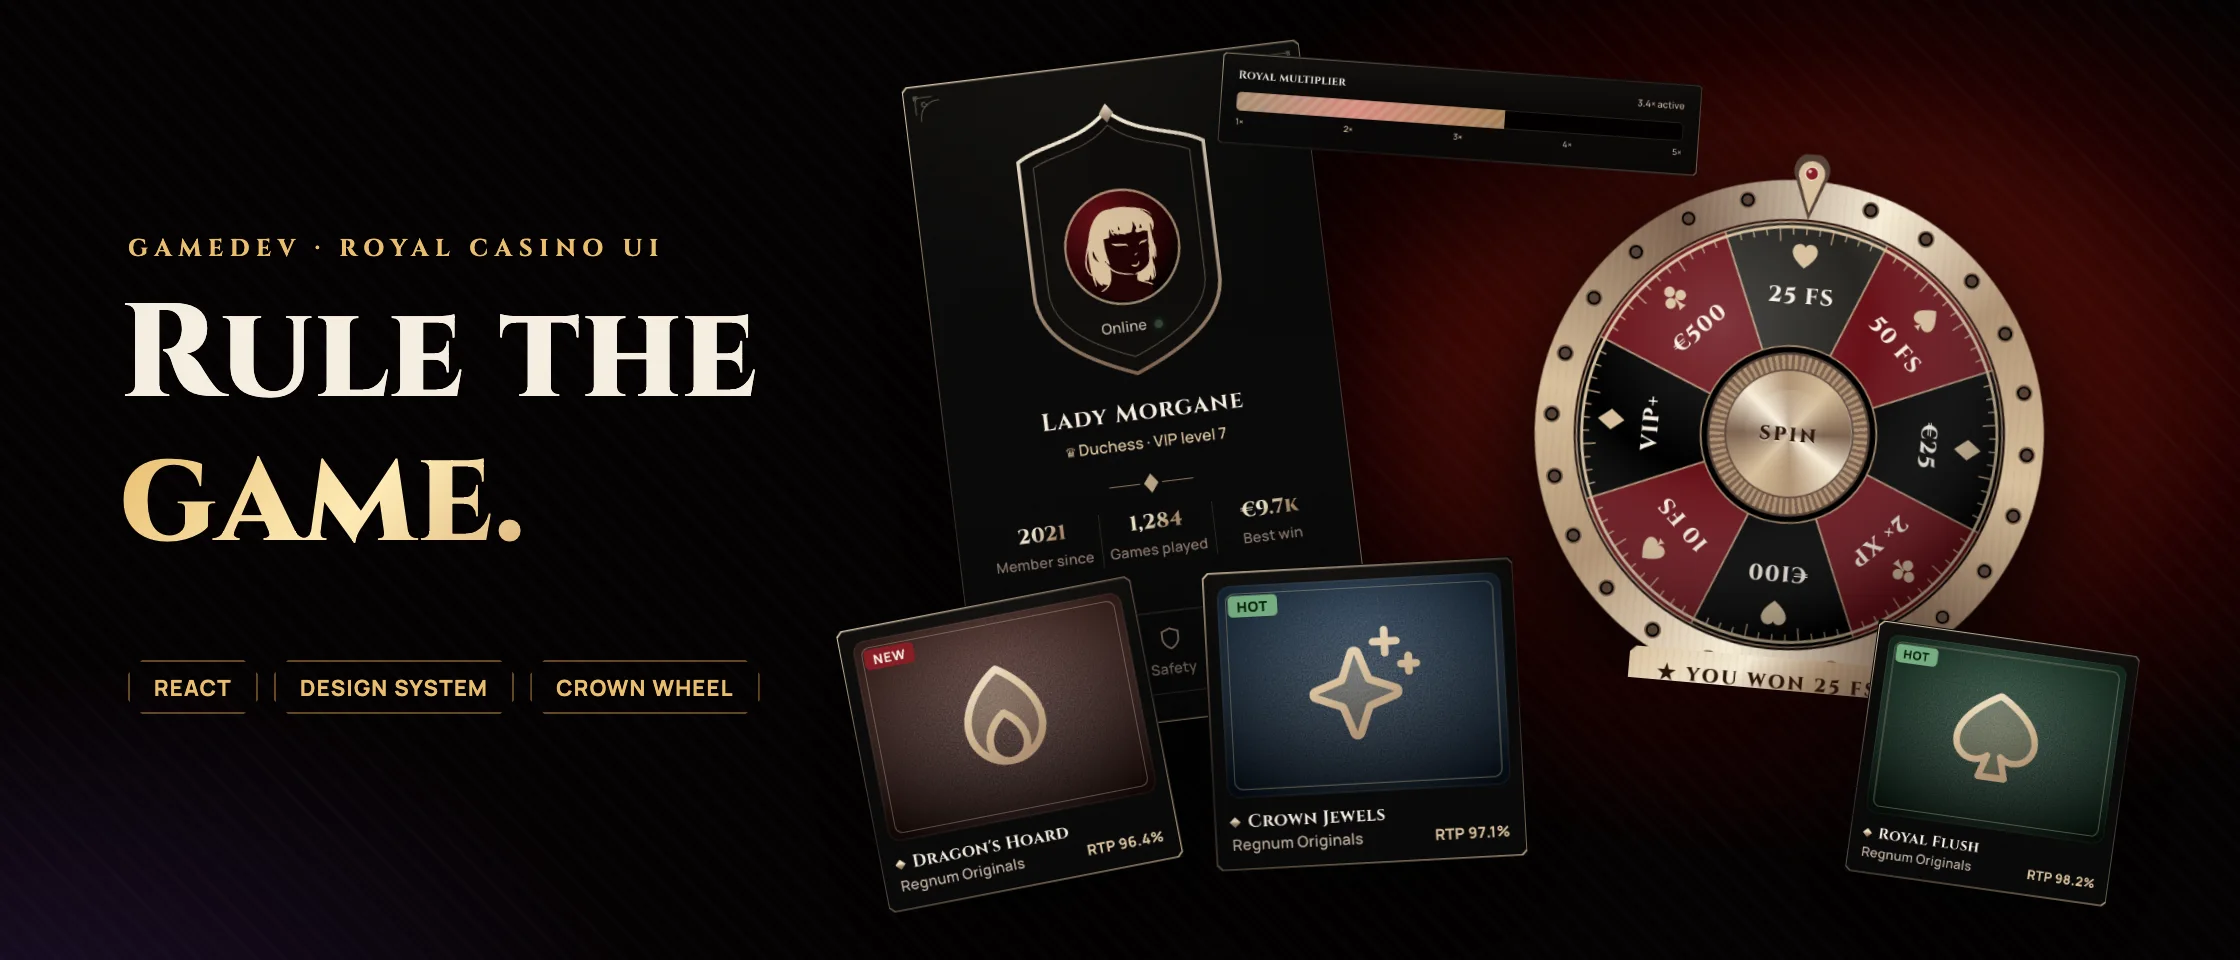 GAMEDEV · ROYAL CASINO UI
RULE THE
GAME.
REACT
DESIGN SYSTEM
CROWN WHEEL
ROYAL MULTIPLIER
3.4× active
1× 2× 3× 4× 5×
Online
LADY MORGANE
♛ Duchess · VIP level 7
2021 1,284 €9.7K
Member since Games played Best win
Safety
25 FS
50 FS
€25
2× XP
€100
10 FS
VIP+
€500
SPIN
★ YOU WON 25 FS
NEW
DRAGON'S HOARD
Regnum Originals
RTP 96.4%
HOT
CROWN JEWELS
Regnum Originals
RTP 97.1%
HOT
ROYAL FLUSH
Regnum Originals
RTP 98.2%